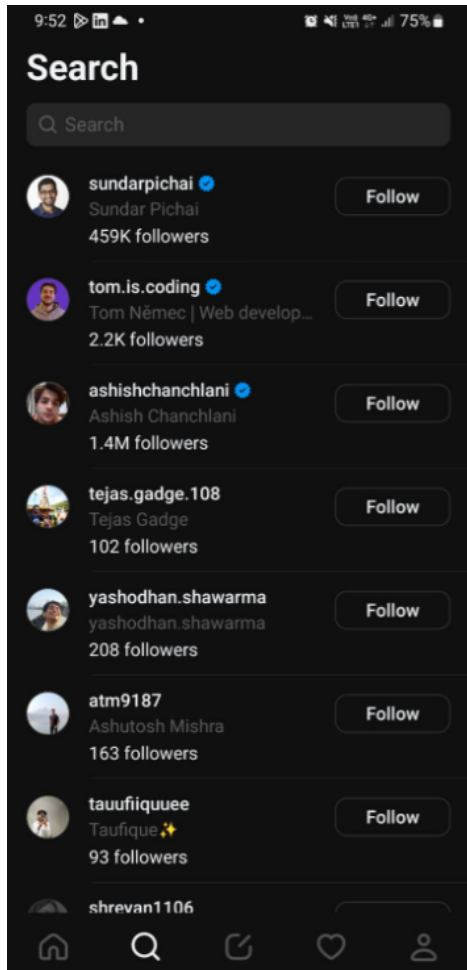 9:52
75%
Search
Search
sundarpichai
Sundar Pichai
459K followers
Follow
tom.is.coding
Tom Němec | Web develop...
2.2K followers
Follow
ashishchanchlani
Ashish Chanchlani
1.4M followers
Follow
tejas.gadge.108
Tejas Gadge
102 followers
Follow
yashodhan.shawarma
yashodhan.shawarma
208 followers
Follow
atm9187
Ashutosh Mishra
163 followers
Follow
tauufiiquuee
Taufique✨
93 followers
Follow
shreyan1106